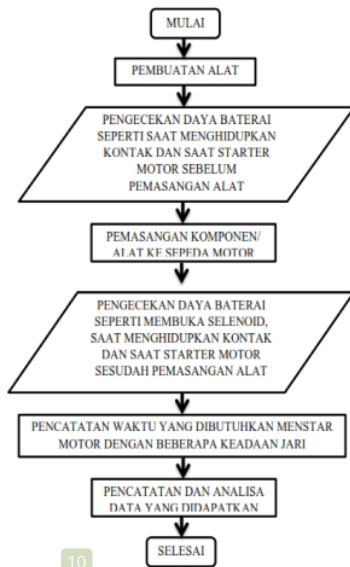 MULAI
PEMBUATAN ALAT
PENGECEKAN DAYA BATERAI
SEPERTI SAAT MENGHIDUPKAN
KONTAK DAN SAAT STARTER
MOTOR SEBELUM
PEMASANGAN ALAT
PEMASANGAN KOMPONEN/
ALAT KE SEPEDA MOTOR
PENGECEKAN DAYA BATERAI
SEPERTI MEMBUKA SELENOID,
SAAT MENGHIDUPKAN KONTAK
DAN SAAT STARTER MOTOR
SESUDAH PEMASANGAN ALAT
PENCATATAN WAKTU YANG DIBUTUHKAN MENSTAR
MOTOR DENGAN BEBERAPA KEADAAN JARI
PENCATATAN DAN ANALISA
DATA YANG DIDAPATKAN
SELESAI
10